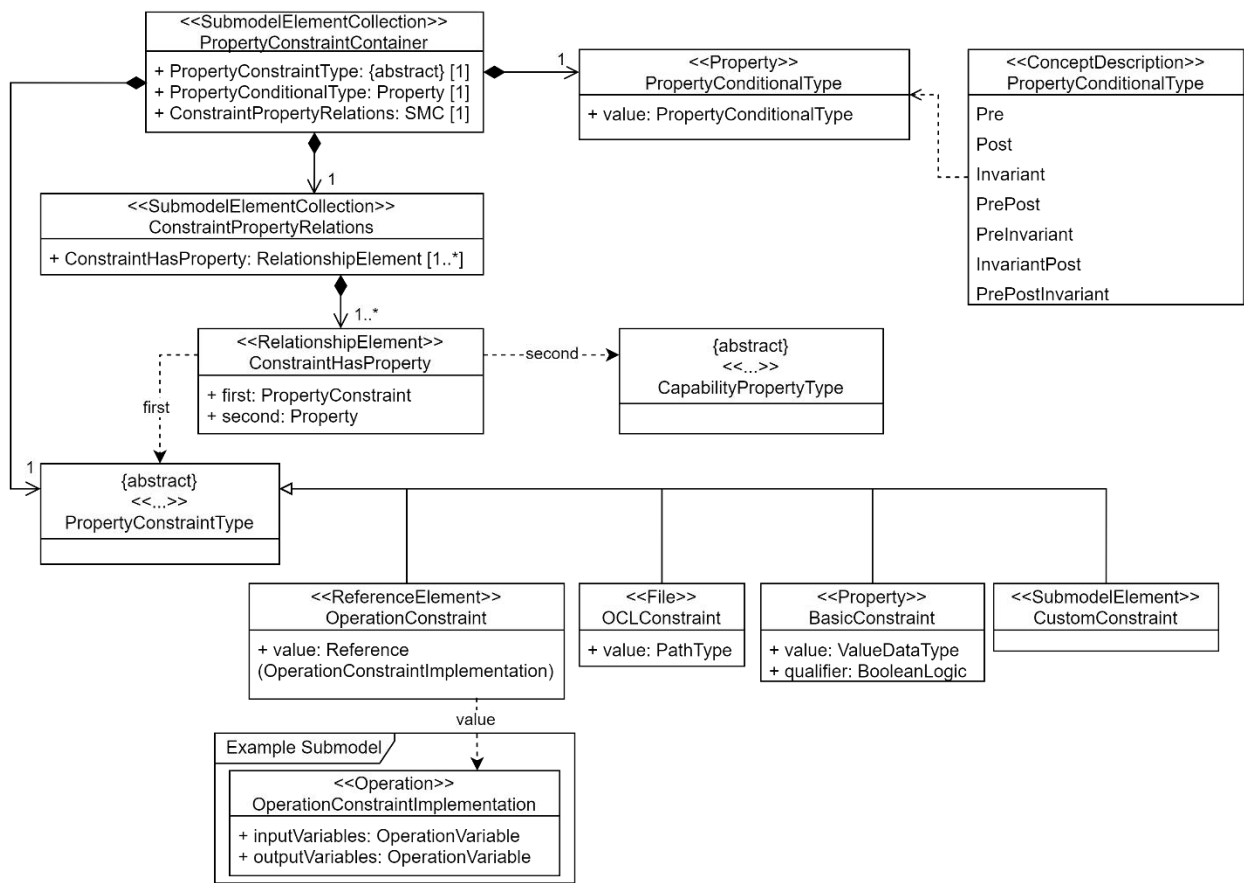 <<SubmodelElementCollection>>
PropertyConstraintContainer
+ PropertyConstraintType: {abstract} [1]
+ PropertyConditionalType: Property [1]
+ ConstraintPropertyRelations: SMC [1]
1
<<Property>>
PropertyConditionalType
+ value: PropertyConditionalType
<<ConceptDescription>>
PropertyConditionalType
Pre
Post
Invariant
PrePost
PreInvariant
InvariantPost
PrePostInvariant
1
<<SubmodelElementCollection>>
ConstraintPropertyRelations
+ ConstraintHasProperty: RelationshipElement [1..*]
1..*
<<RelationshipElement>>
ConstraintHasProperty
+ first: PropertyConstraint
+ second: Property
second
{abstract}
<<...>>
CapabilityPropertyType
first
1
{abstract}
<<...>>
PropertyConstraintType
<<ReferenceElement>>
OperationConstraint
+ value: Reference
(OperationConstraintImplementation)
<<File>>
OCLConstraint
+ value: PathType
<<Property>>
BasicConstraint
+ value: ValueDataType
+ qualifier: BooleanLogic
<<SubmodelElement>>
CustomConstraint
value
Example Submodel
<<Operation>>
OperationConstraintImplementation
+ inputVariables: OperationVariable
+ outputVariables: OperationVariable